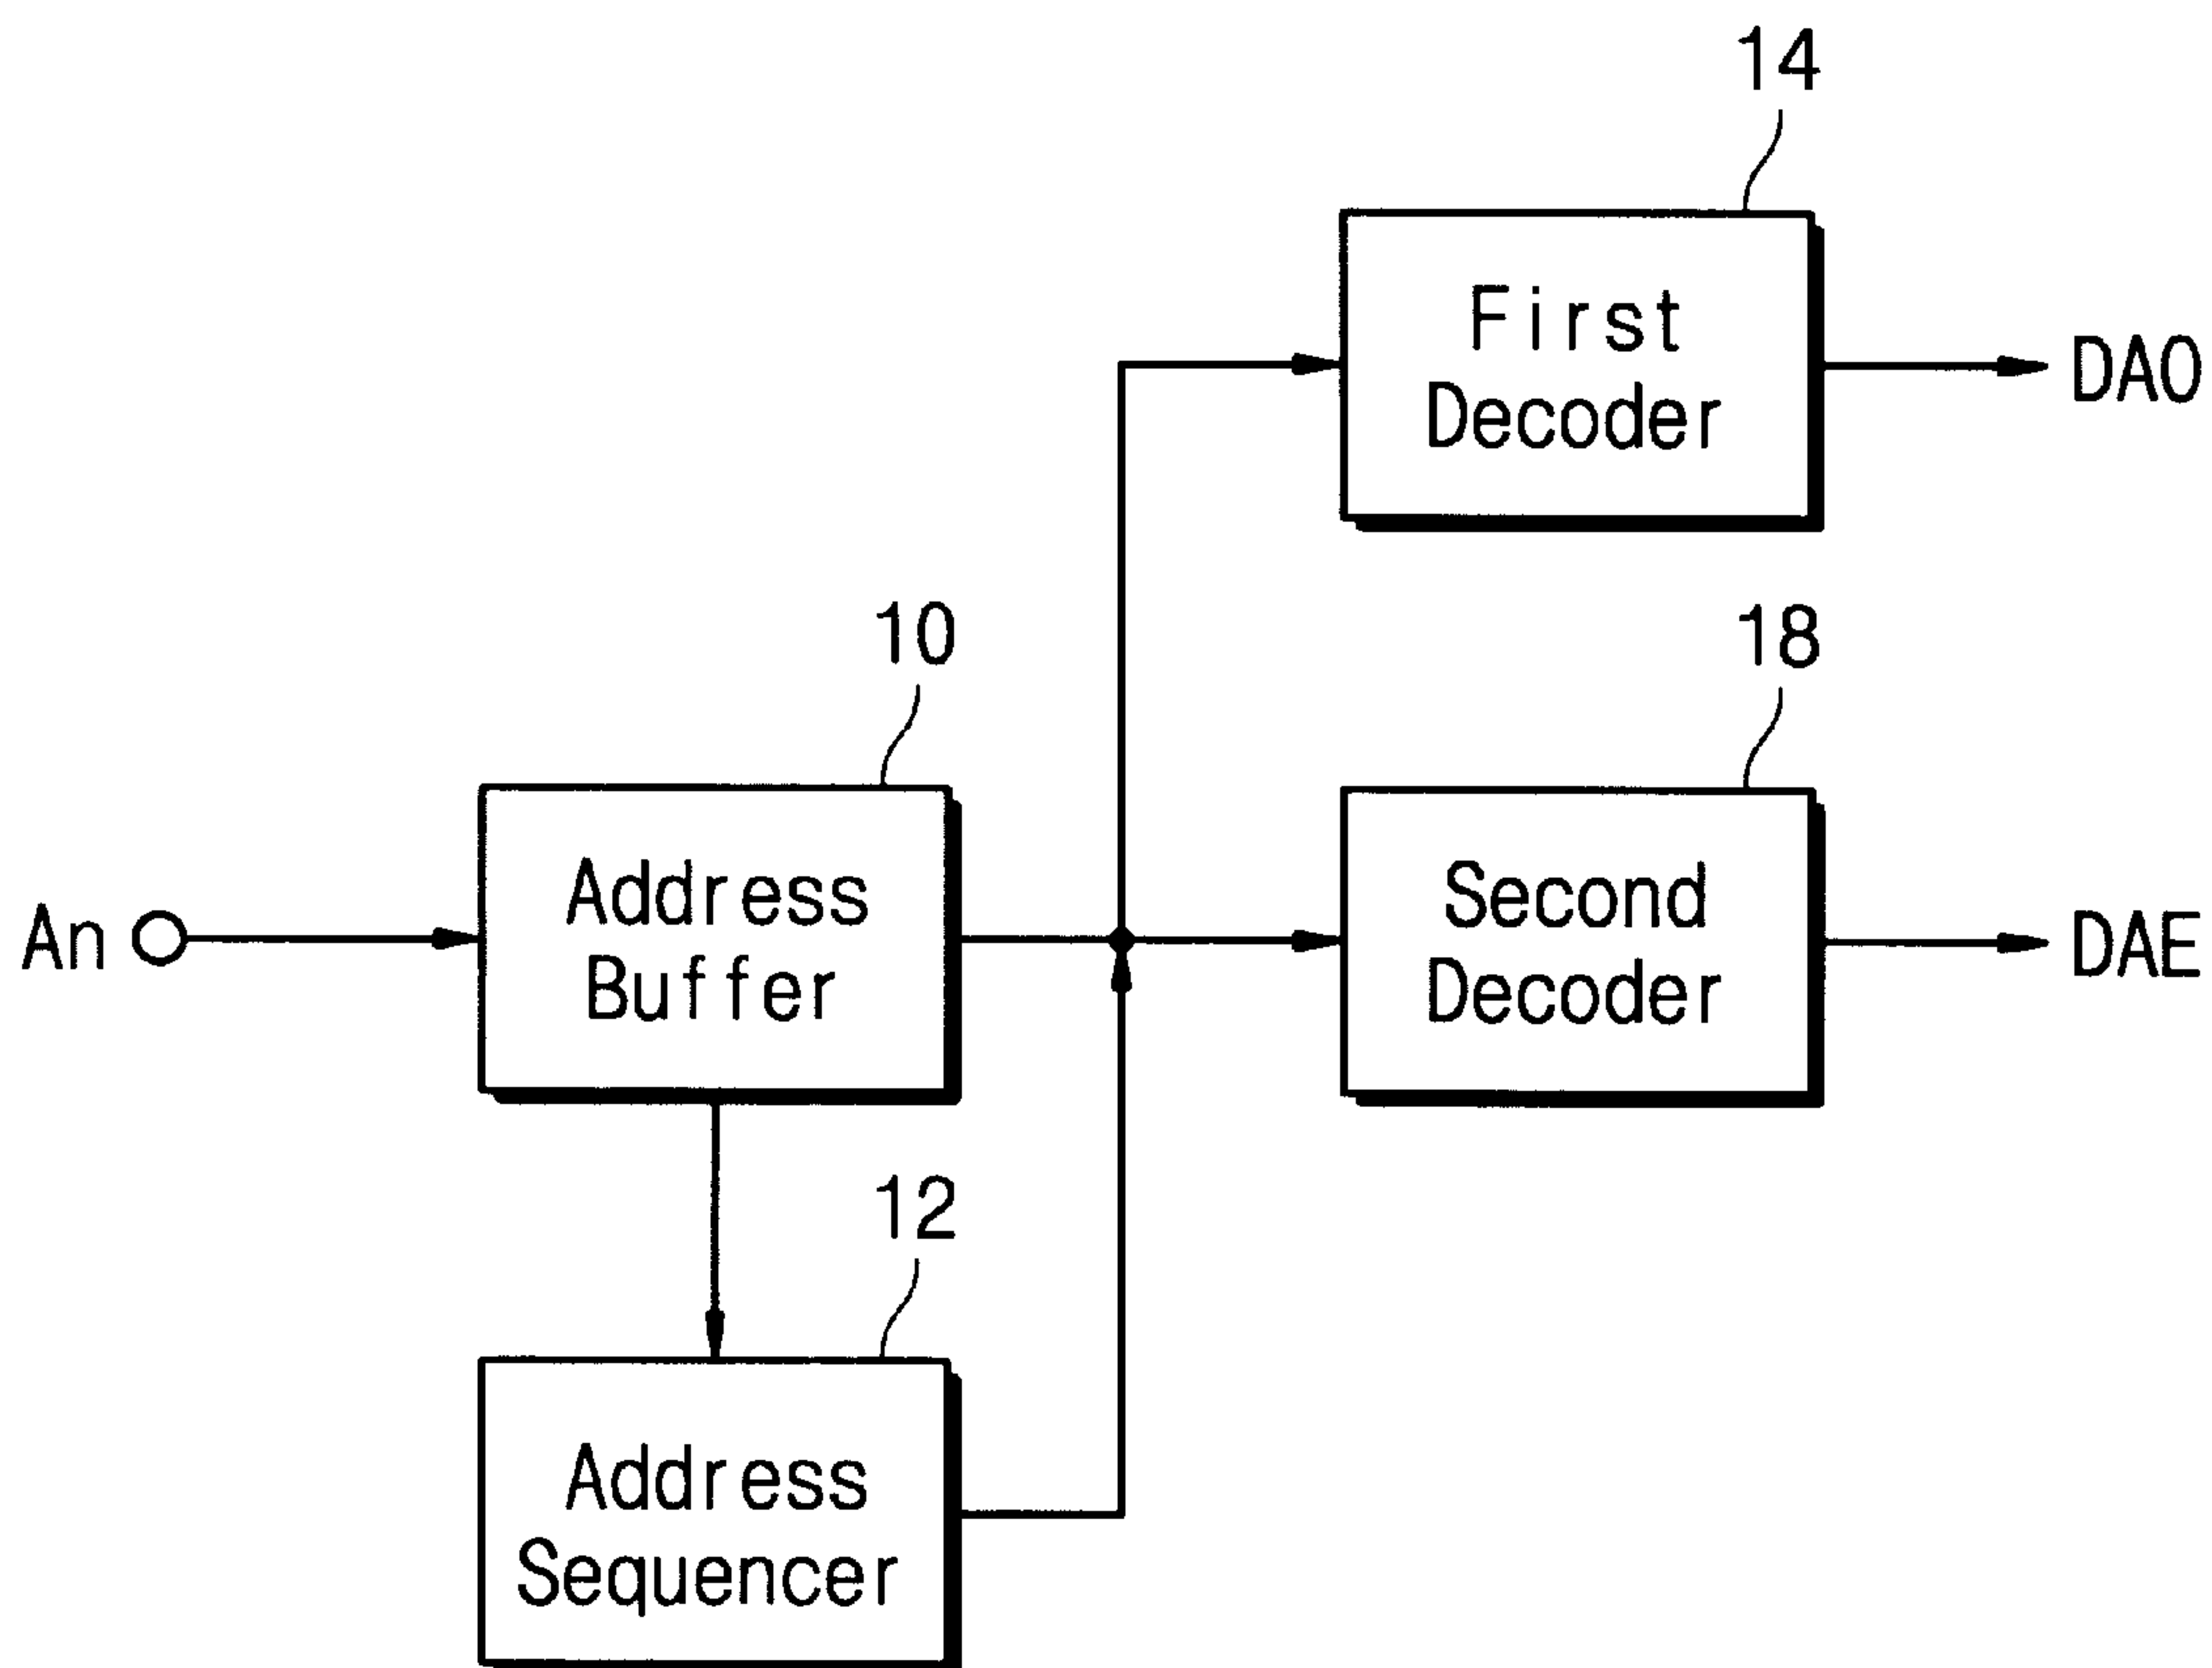 14
First
Decoder
DAO
10
18
An
Address
Buffer
Second
Decoder
DAE
12
Address
Sequencer